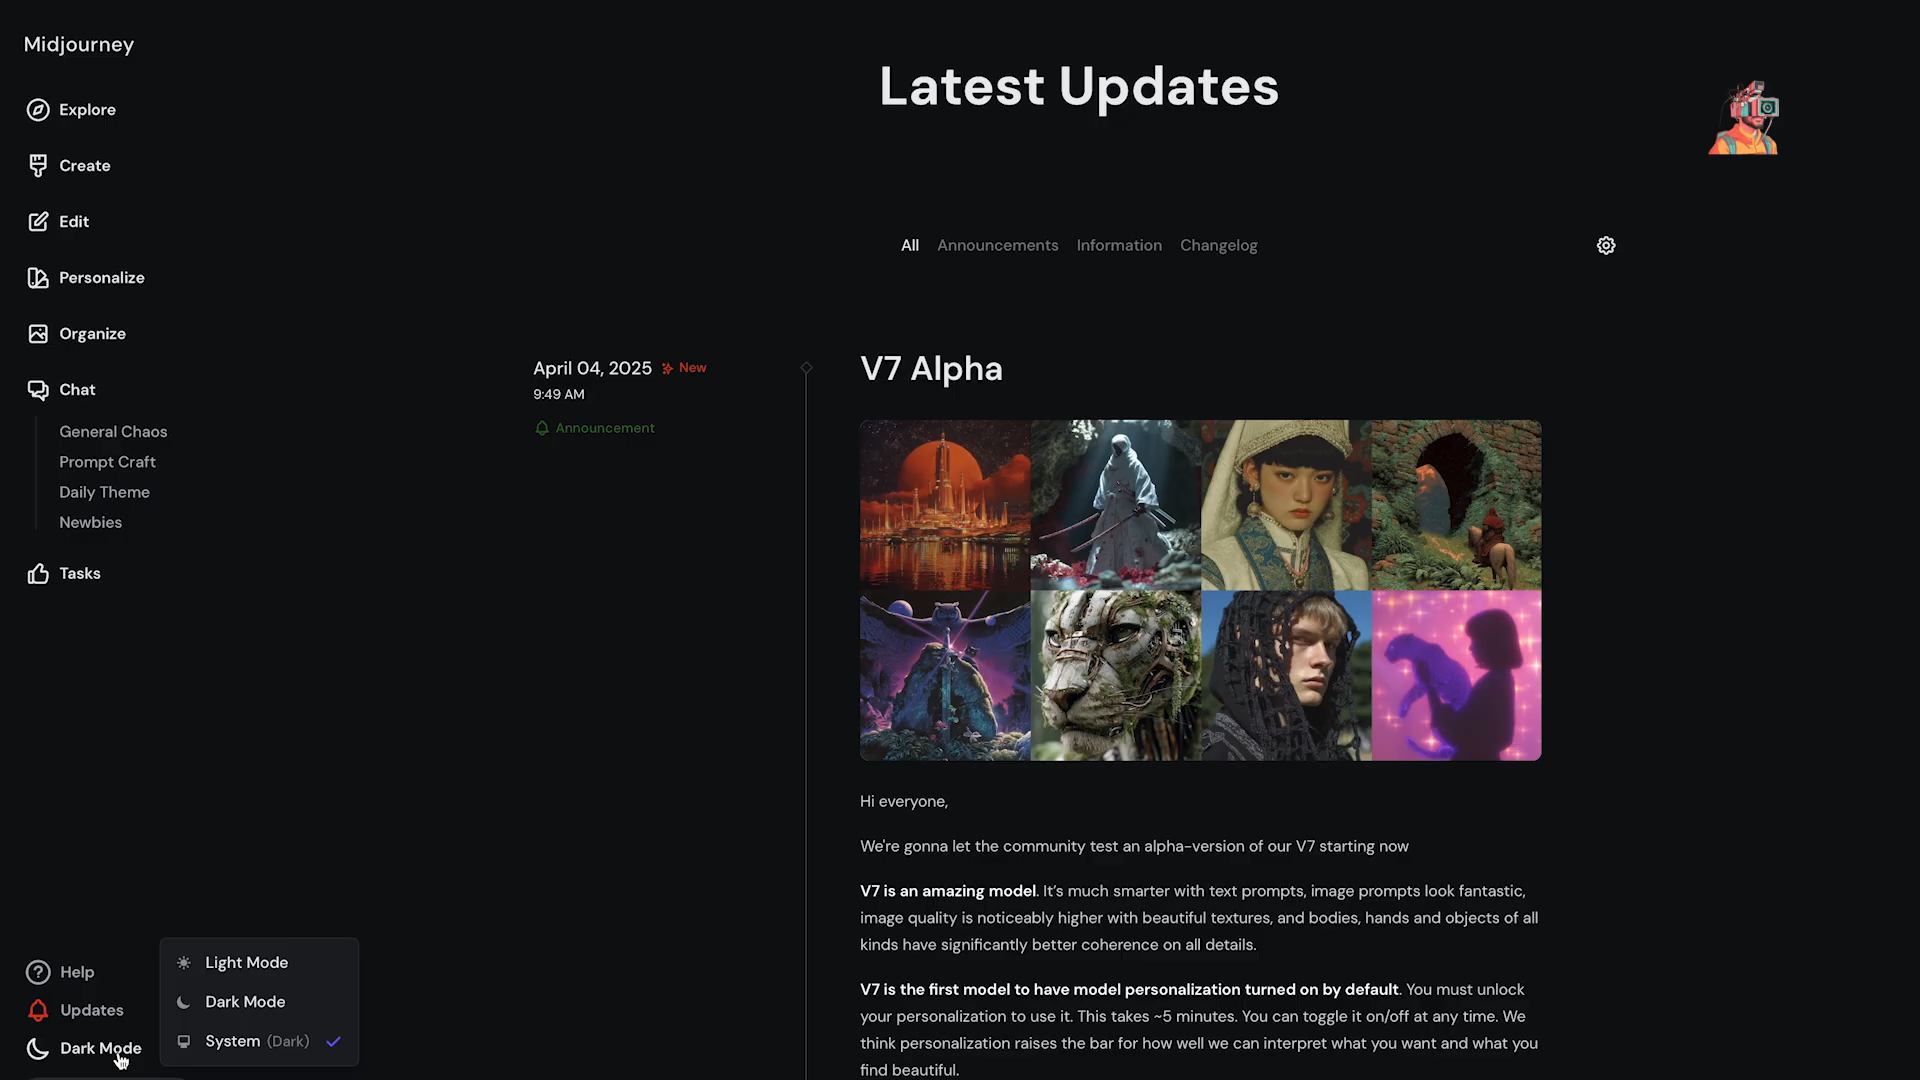 Midjourney
Explore
Create
Edit
Personalize
Organize
Chat
General Chaos
Prompt Craft
Daily Theme
Newbies
Tasks
Help
Updates
Dark Mode
Light Mode
Dark Mode
System (Dark)
Latest Updates
All Announcements Information Changelog
April 04, 2025 New
9:49 AM
Announcement
V7 Alpha
Hi everyone,
We're gonna let the community test an alpha-version of our V7 starting now
V7 is an amazing model. It’s much smarter with text prompts, image prompts look fantastic,
image quality is noticeably higher with beautiful textures, and bodies, hands and objects of all
kinds have significantly better coherence on all details.
V7 is the first model to have model personalization turned on by default. You must unlock
your personalization to use it. This takes ~5 minutes. You can toggle it on/off at any time. We
think personalization raises the bar for how well we can interpret what you want and what you
find beautiful.